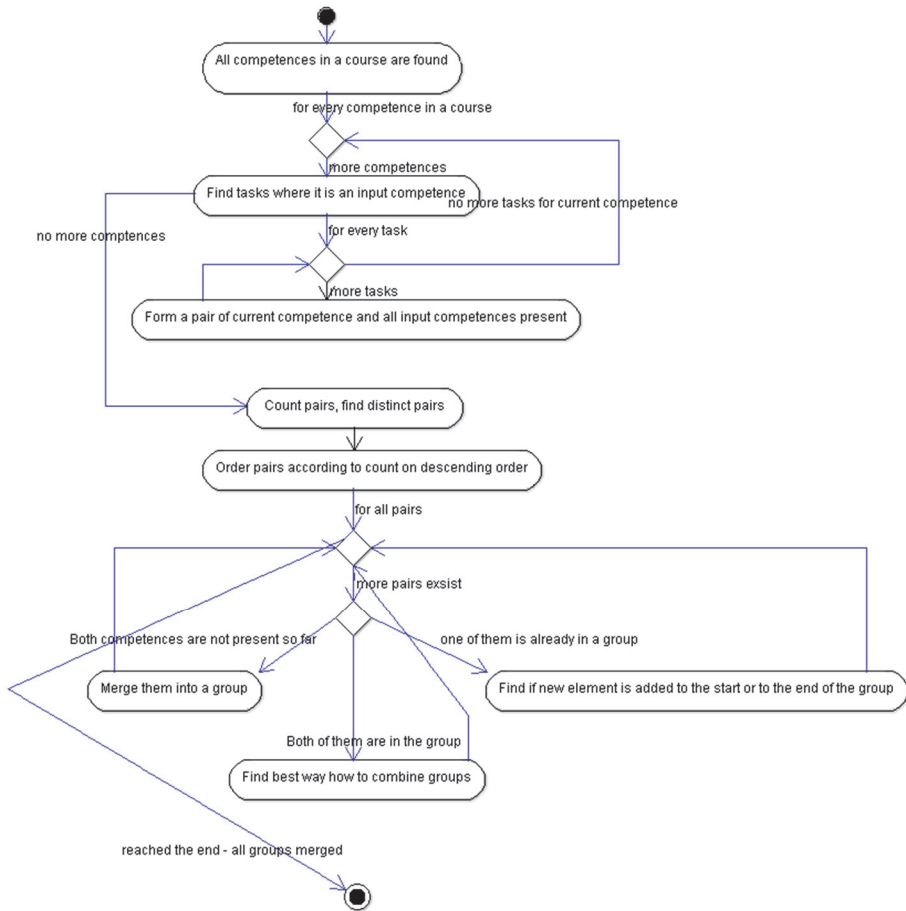 All competences in a course are found
for every competence in a course
more competences
Find tasks where it is an input competence
no more tasks for current competence
for every task
no more comptences
more tasks
Form a pair of current competence and all input competences present
Count pairs, find distinct pairs
Order pairs according to count on descending order
for all pairs
more pairs exsist
Both competences are not present so far
one of them is already in a group
Merge them into a group
Find if new element is added to the start or to the end of the group
Both of them are in the group
Find best way how to combine groups
reached the end - all groups merged